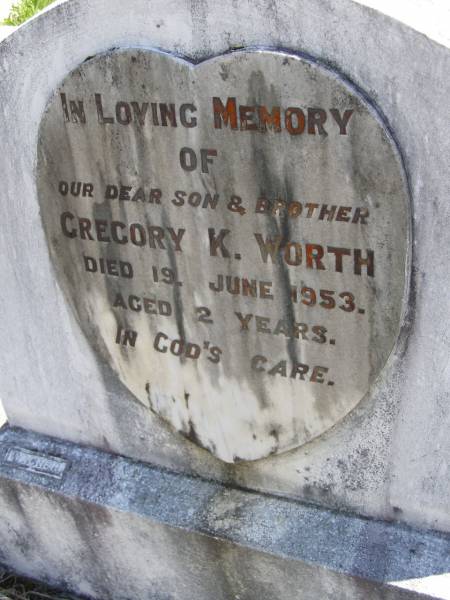 IN LOVING MEMORY
OF
OUR DEAR SON & BROTHER
GREGORY K. WORTH
DIED 19. JUNE 1953.
AGED 2 YEARS.
IN GOD'S CARE.